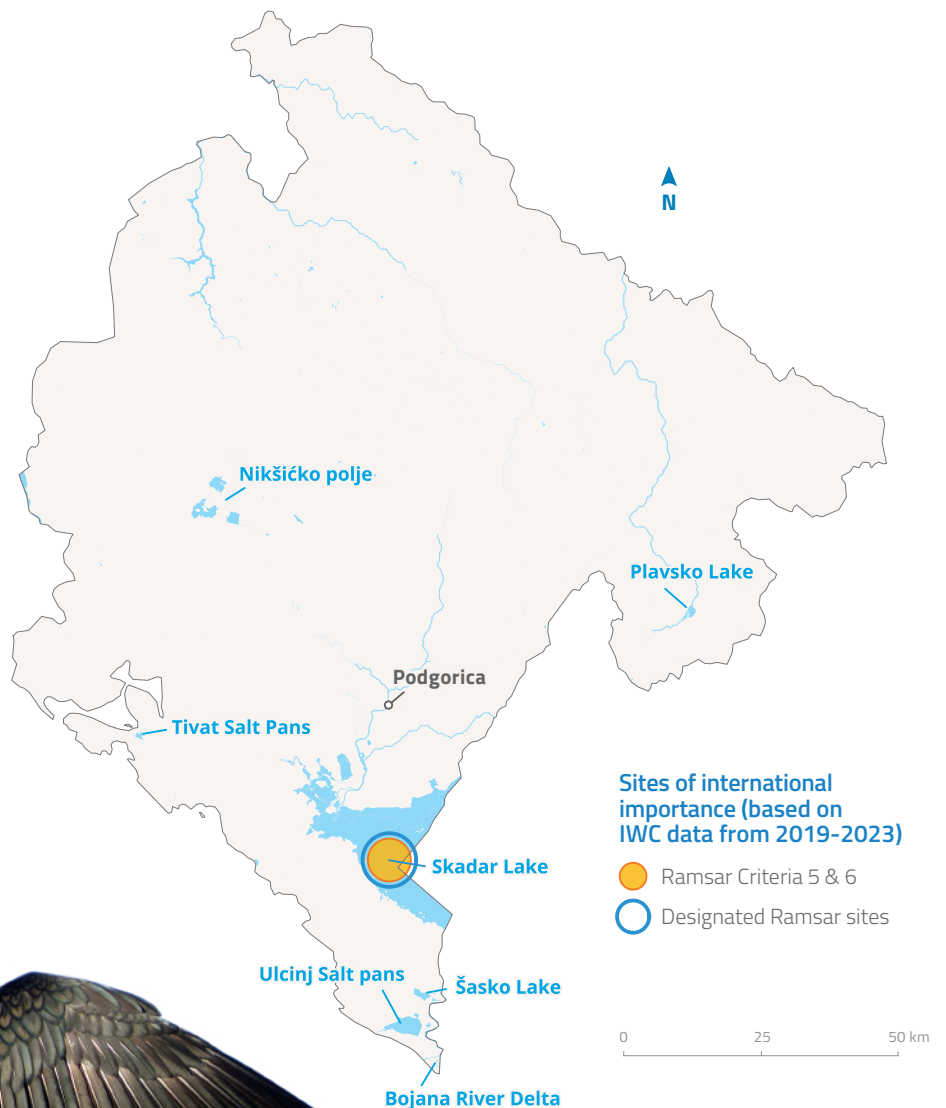 N
Nikšićko polje
Plavsko Lake
Podgorica
Tivat Salt Pans
Sites of international
importance (based on
IWC data from 2019-2023)
Skadar Lake
Ramsar Criteria 5 & 6
Designated Ramsar sites
Ulcinj Salt pans
Šasko Lake
0 25 50 km
Bojana River Delta